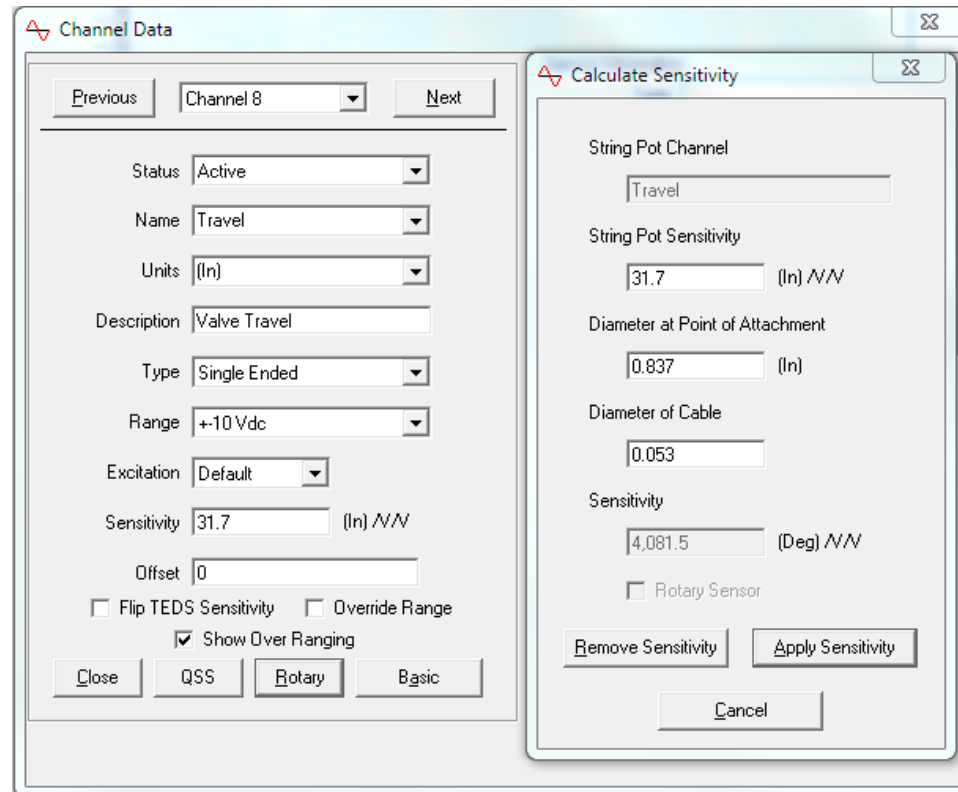 Channel Data
Previous Channel 8 Next
Status Active
Name Travel
Units (In)
Description Valve Travel
Type Single Ended
Range +-10 Vdc
Excitation Default
Sensitivity 31.7 (In) /V/V
Offset 0
Flip TEDS Sensitivity Override Range
Show Over Ranging
Close QSS Rotary Basic
Calculate Sensitivity
String Pot Channel
Travel
String Pot Sensitivity
31.7 (In) /V/V
Diameter at Point of Attachment
0.837 (In)
Diameter of Cable
0.053
Sensitivity
4,081.5 (Deg) /V/V
Rotary Sensor
Remove Sensitivity Apply Sensitivity
Cancel